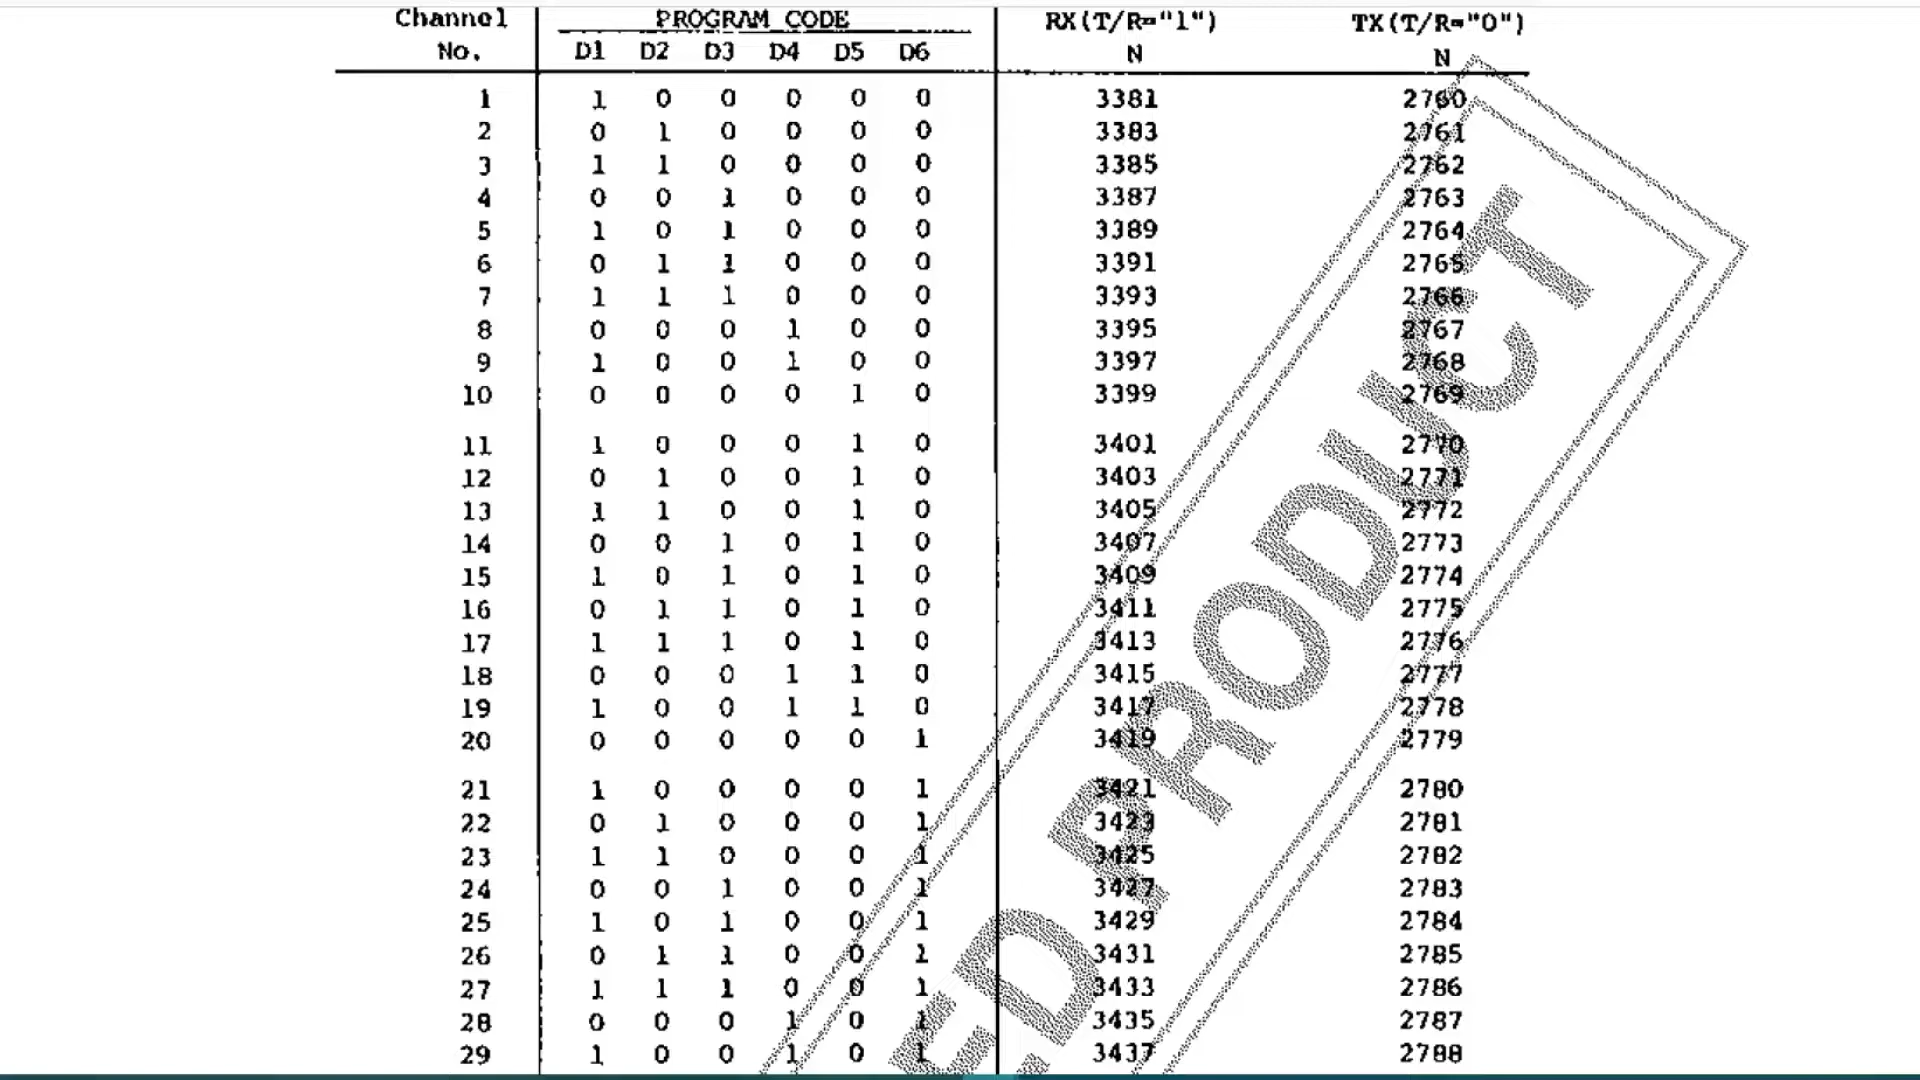 Channel PROGRAM CODE RX(T/R="1") TX(T/R="0")
No. D1 D2 D3 D4 D5 D6 N N
1 1 0 0 0 0 0 3381 2760
2 0 1 0 0 0 0 3383 2761
3 1 1 0 0 0 0 3385 2762
4 0 0 1 0 0 0 3387 2763
5 1 0 1 0 0 0 3389 2764
6 0 1 1 0 0 0 3391 2765
7 1 1 1 0 0 0 3393 2766
8 0 0 0 1 0 0 3395 2767
9 1 0 0 1 0 0 3397 2768
10 0 0 0 0 1 0 3399 2769
11 1 0 0 0 1 0 3401 2770
12 0 1 0 0 1 0 3403 2771
13 1 1 0 0 1 0 3405 2772
14 0 0 1 0 1 0 3407 2773
15 1 0 1 0 1 0 3409 2774
16 0 1 1 0 1 0 3411 2775
17 1 1 1 0 1 0 3413 2776
18 0 0 0 1 1 0 3415 2777
19 1 0 0 1 1 0 3417 2778
20 0 0 0 0 0 1 3419 2779
21 1 0 0 0 0 1 3421 2780
22 0 1 0 0 0 1 3423 2781
23 1 1 0 0 0 1 3425 2782
24 0 0 1 0 0 1 3427 2783
25 1 0 1 0 0 1 3429 2784
26 0 1 1 0 0 1 3431 2785
27 1 1 1 0 0 1 3433 2786
28 0 0 0 1 0 1 3435 2787
29 1 0 0 1 0 1 3437 2788
ED PRODUCT